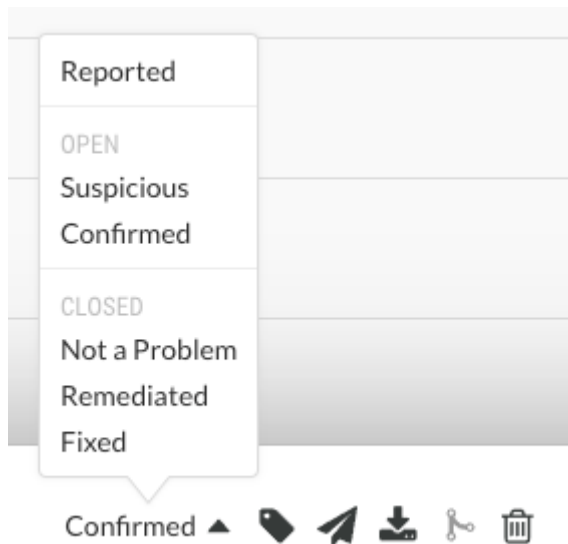 Reported
OPEN
Suspicious
Confirmed
CLOSED
Not a Problem
Remediated
Fixed
Confirmed